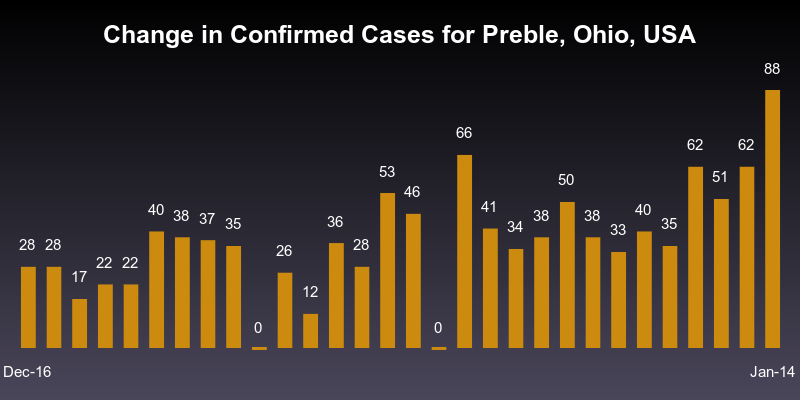 Change in Confirmed Cases for Preble, Ohio, USA
28 28 17 22 22 40 38 37 35 0 26 12 36 28 53 46 0 66 41 34 38 50 38 33 40 35 62 51 62 88
Dec-16 Jan-14